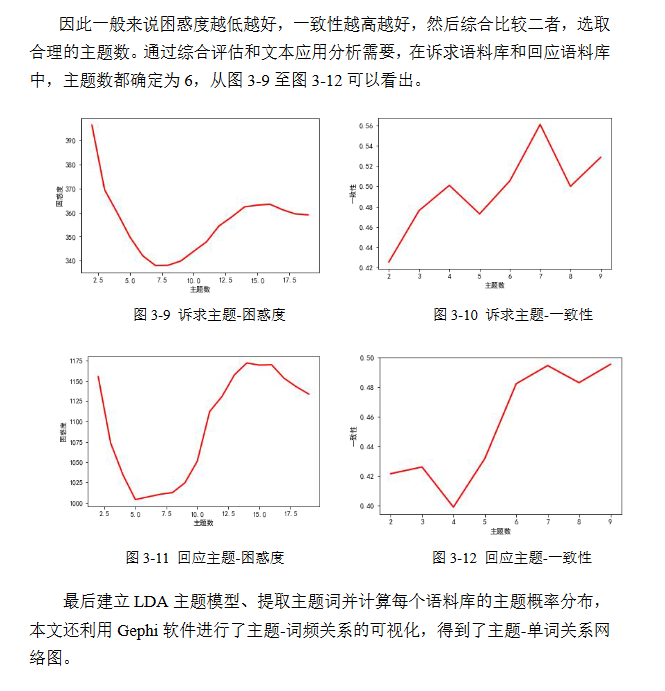 因此一般来说困惑度越低越好，一致性越高越好，然后综合比较二者，选取
合理的主题数。通过综合评估和文本应用分析需要，在诉求语料库和回应语料库
中，主题数都确定为 6，从图 3-9 至图 3-12 可以看出。
困惑度
390
380
370
360
350
340
2.5 5.0 7.5 10.0 12.5 15.0 17.5
主题数
图 3-9 诉求主题-困惑度
一致性
0.56
0.54
0.52
0.50
0.48
0.46
0.44
0.42
2 3 4 5 6 7 8 9
主题数
图 3-10 诉求主题-一致性
困惑度
1175
1150
1125
1100
1075
1050
1025
1000
2.5 5.0 7.5 10.0 12.5 15.0 17.5
主题数
图 3-11 回应主题-困惑度
一致性
0.50
0.48
0.46
0.44
0.42
0.40
2 3 4 5 6 7 8 9
主题数
图 3-12 回应主题-一致性
最后建立 LDA 主题模型、提取主题词并计算每个语料库的主题概率分布，
本文还利用 Gephi 软件进行了主题-词频关系的可视化，得到了主题-单词关系网
络图。